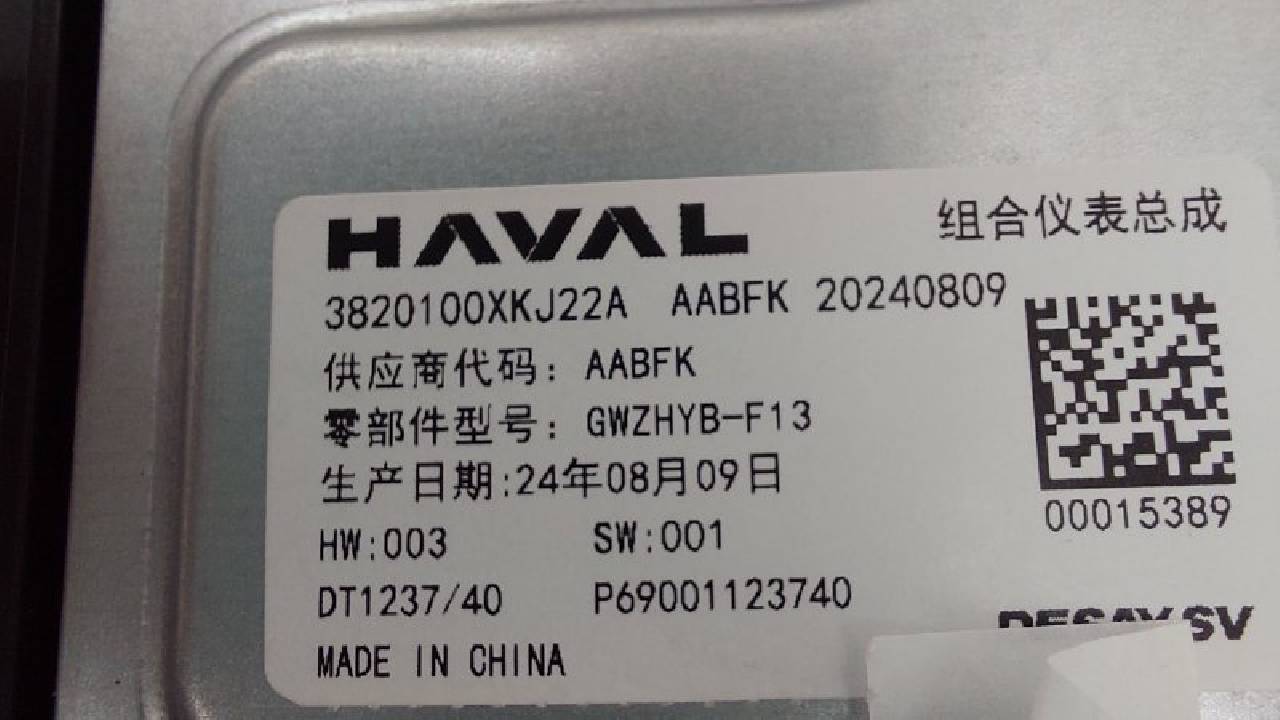 HAVAL 组合仪表总成
3820100XKJ22A AABFK 20240809
供应商代码：AABFK
零部件型号：GWZHYB-F13
生产日期:24年08月09日
00015389
HW:003 SW:001
DT1237/40 P69001123740
DESAY SV
MADE IN CHINA